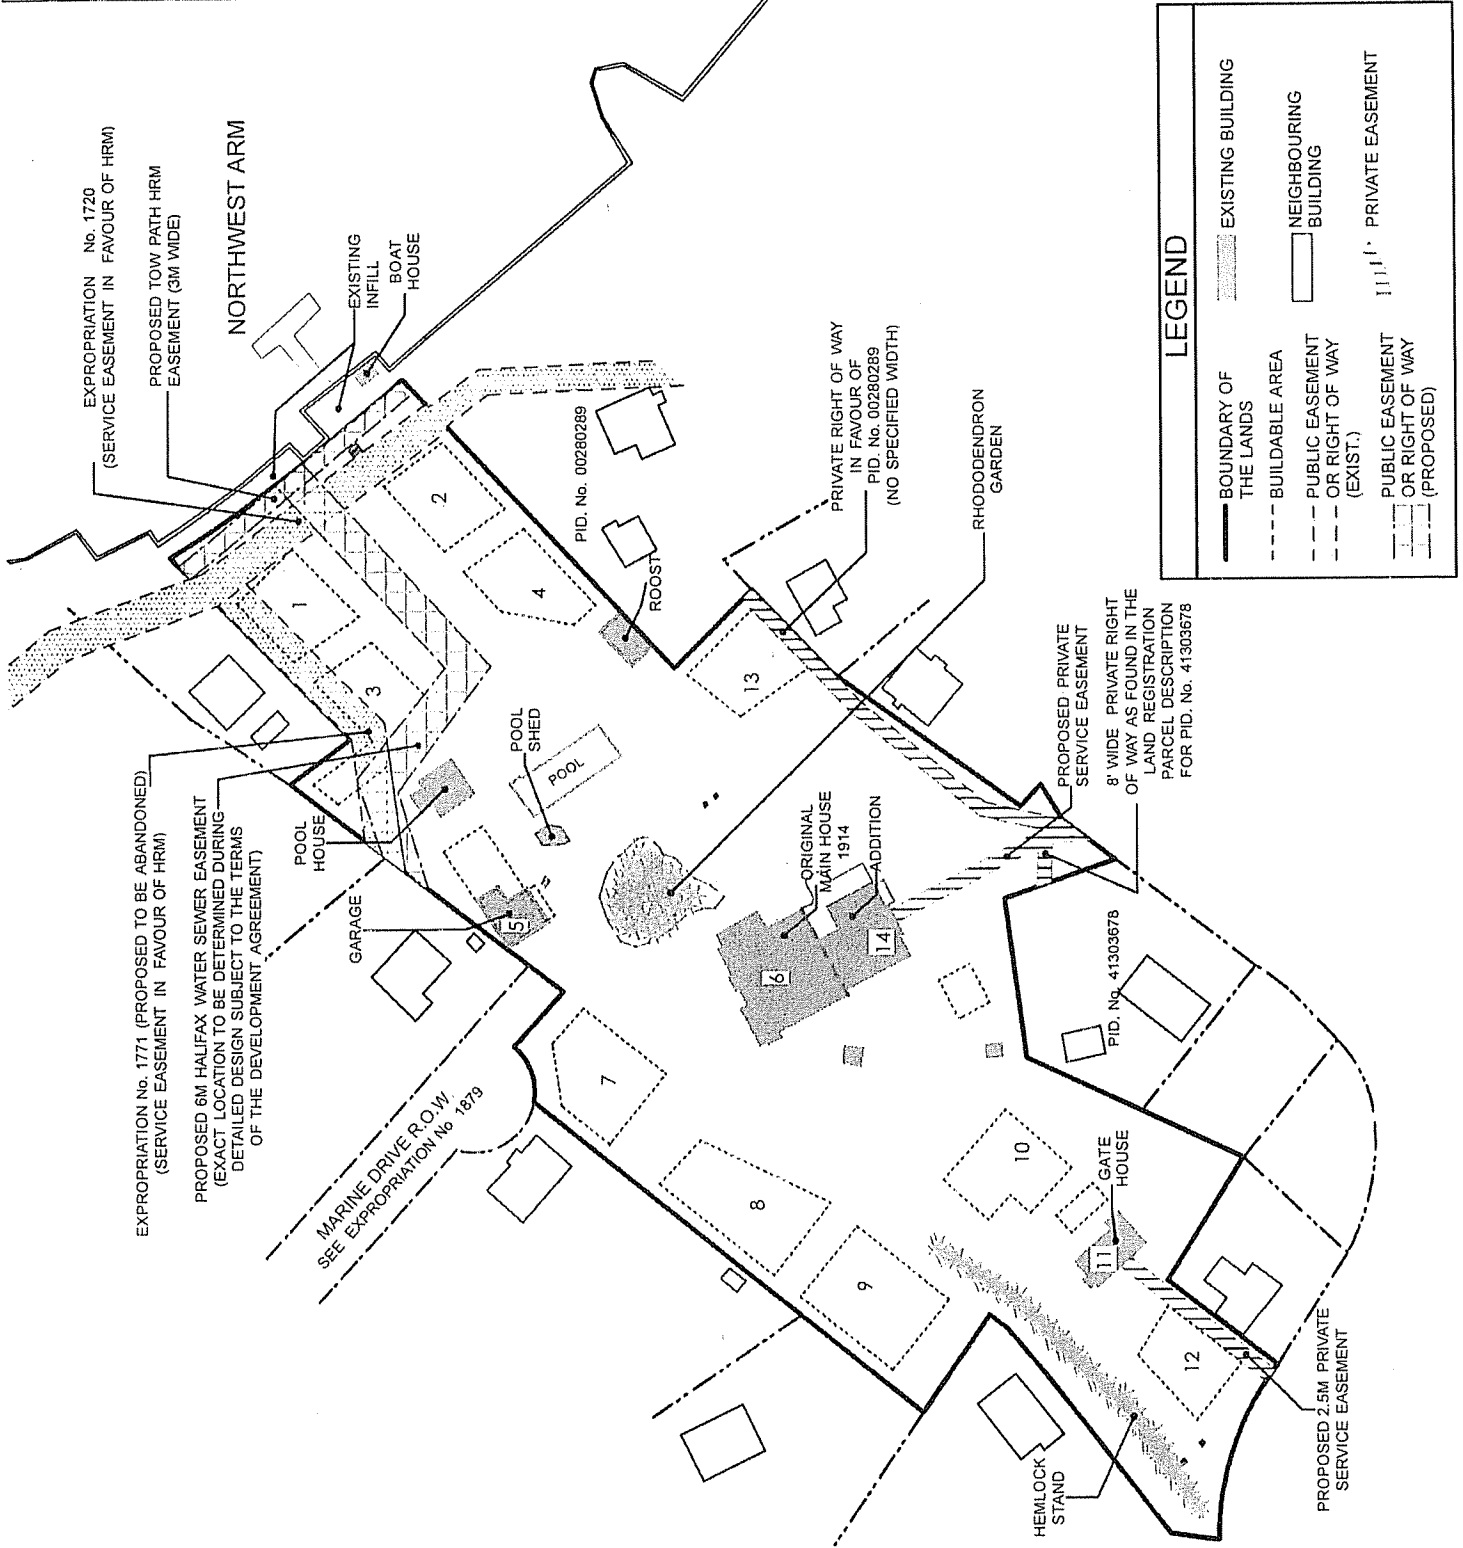 EXPROPRIATION No. 1720
(SERVICE EASEMENT IN FAVOUR OF HRM)
PROPOSED TOW PATH HRM
EASEMENT (3M WIDE)
NORTHWEST ARM
EXISTING
INFILL
BOAT
HOUSE
EXPROPRIATION No. 1771 (PROPOSED TO BE ABANDONED)
(SERVICE EASEMENT IN FAVOUR OF HRM)
PROPOSED 6M HALIFAX WATER SEWER EASEMENT
(EXACT LOCATION TO BE DETERMINED DURING
DETAILED DESIGN SUBJECT TO THE TERMS
OF THE DEVELOPMENT AGREEMENT)
1
2
3
4
PID. No. 00280289
ROOST
POOL
HOUSE
POOL
SHED
POOL
GARAGE
5
13
PRIVATE RIGHT OF WAY
IN FAVOUR OF
PID. No. 00280289
(NO SPECIFIED WIDTH)
RHODODENDRON
GARDEN
ORIGINAL
MAIN HOUSE
1914
ADDITION
6
14
PROPOSED PRIVATE
SERVICE EASEMENT
8' WIDE PRIVATE RIGHT
OF WAY AS FOUND IN THE
LAND REGISTRATION
PARCEL DESCRIPTION
FOR PID. No. 41303678
PID. No. 41303678
MARINE DRIVE R.O.W.
SEE EXPROPRIATION No 1879
7
8
9
10
GATE
HOUSE
11
12
HEMLOCK
STAND
PROPOSED 2.5M PRIVATE
SERVICE EASEMENT
LEGEND
BOUNDARY OF
THE LANDS
BUILDABLE AREA
PUBLIC EASEMENT
OR RIGHT OF WAY
(EXIST.)
PUBLIC EASEMENT
OR RIGHT OF WAY
(PROPOSED)
EXISTING BUILDING
NEIGHBOURING
BUILDING
PRIVATE EASEMENT